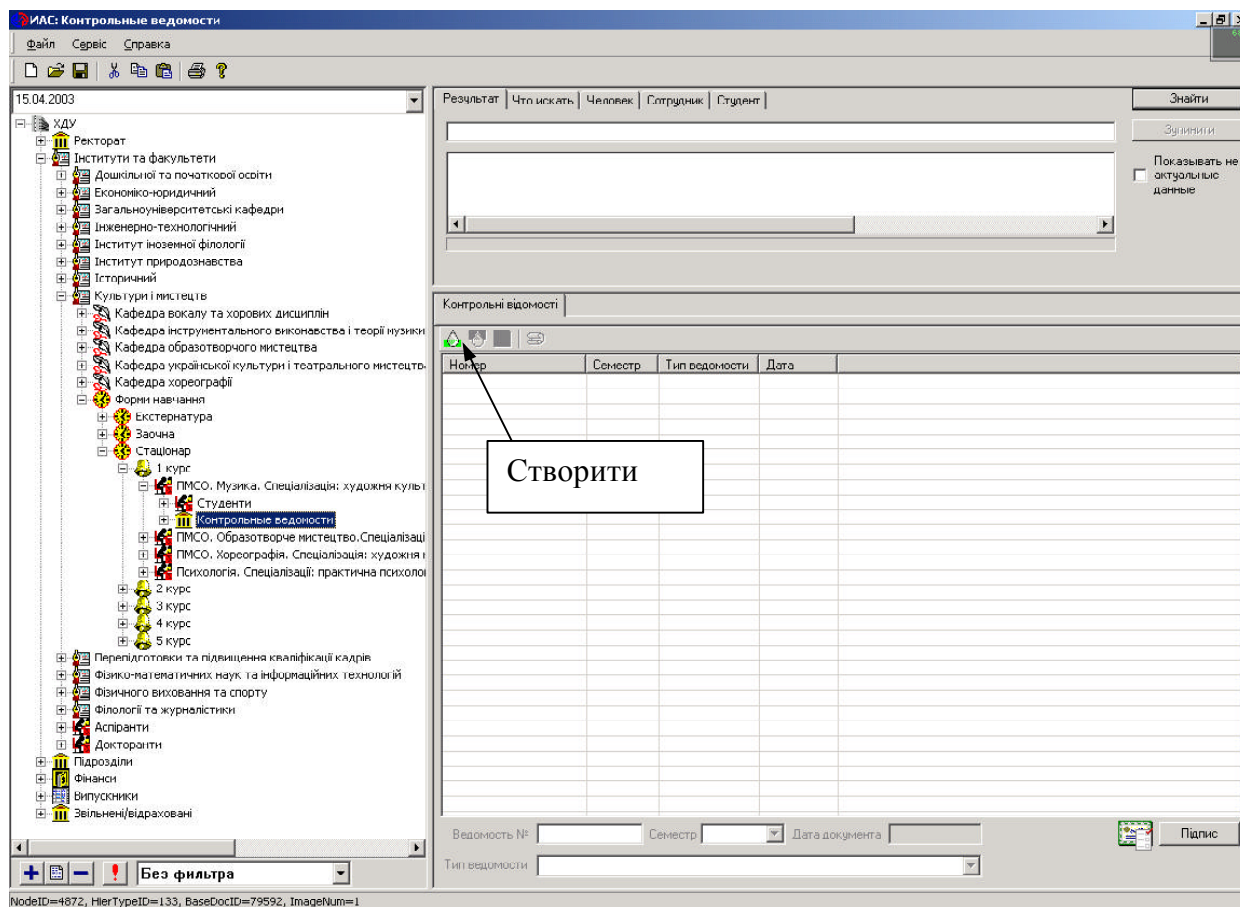 ИАС: Контрольные ведомости
Файл Сервіс Справка
15.04.2003
ХДУ
Ректорат
Інститути та факультети
Дошкільної та початкової освіти
Економіко-юридичний
Загальноуніверситетські кафедри
Інженерно-технологічний
Інститут іноземної філології
Інститут природознавства
Історичний
Культури і мистецтв
Кафедра вокалу та хорових дисциплін
Кафедра інструментального виконавства і теорії музики
Кафедра образотворчого мистецтва
Кафедра української культури і театрального мистецтв
Кафедра хореографії
Форми навчання
Екстернатура
Заочна
Стаціонар
1 курс
ПМСО. Музика. Спеціалізація: художня культ
Студенти
Контрольные ведомости
ПМСО. Образотворче мистецтво.Спеціалізаці
ПМСО. Хореографія. Спеціалізація: художня
Психологія. Спеціалізації: практична психоло
2 курс
3 курс
4 курс
5 курс
Перепідготовки та підвищення кваліфікації кадрів
Фізико-математичних наук та інформаційних технологій
Фізичного виховання та спорту
Філології та журналістики
Аспіранти
Докторанти
Підрозділи
Фінанси
Випускники
Звільнені/відраховані
Без фильтра
Результат Что искать Человек Сотрудник Студент
Знайти
Зупинити
Показывать не
актуальные
данные
Контрольні відомості
Номер Семестр Тип ведомости Дата
Створити
Ведомость № Семестр Дата документа
Підпис
Тип ведомости
NodeID=4872, HierTypeID=133, BaseDocID=79592, ImageNum=1